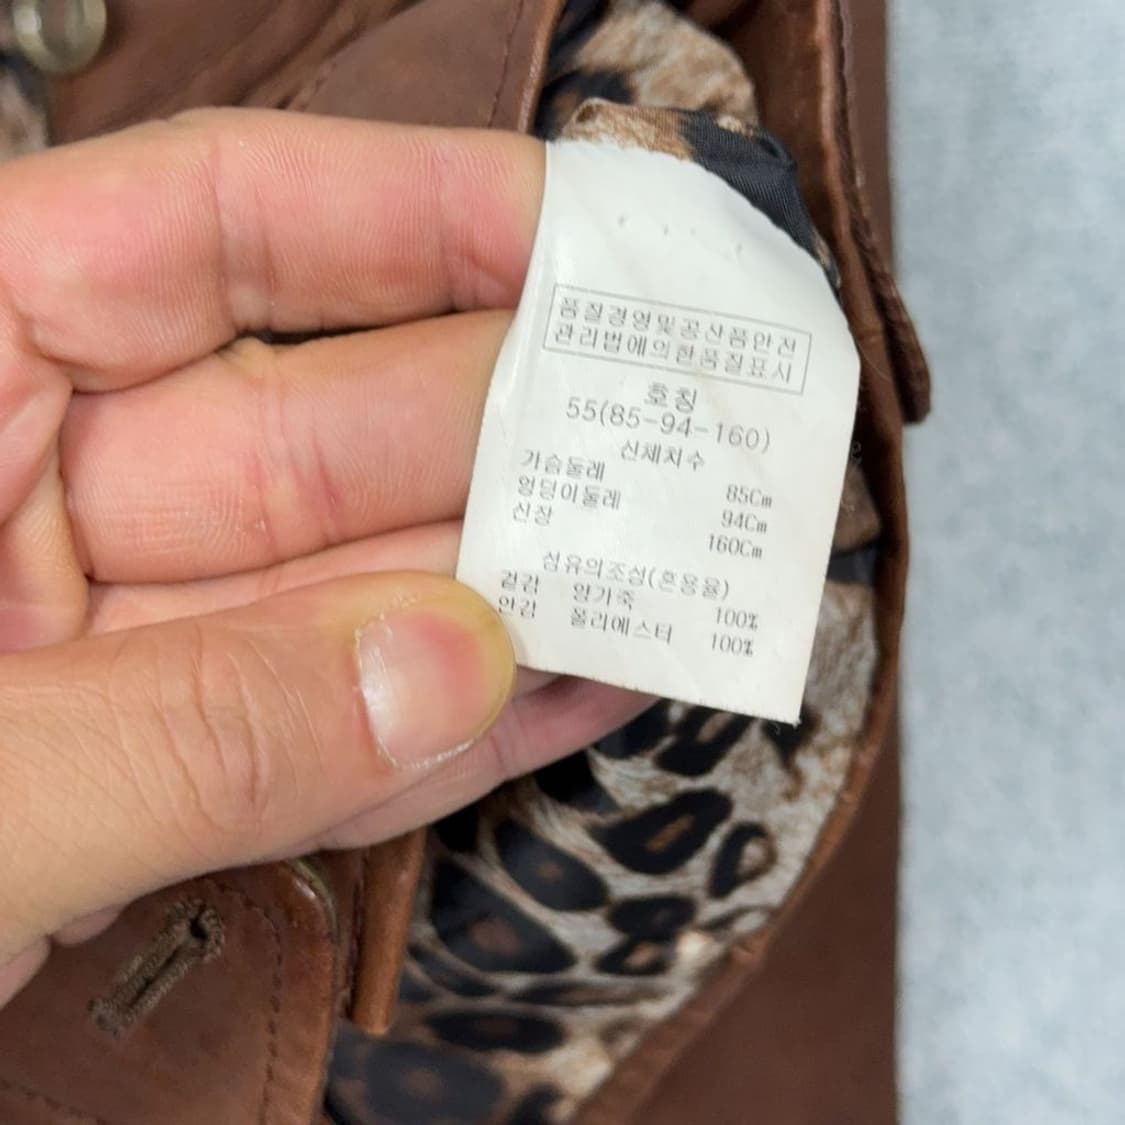 품질경영및공산품안전
관리법에의한품질표시
호칭
55(85-94-160)
신체치수
가슴둘레 85Cm
엉덩이둘레 94Cm
신장 160Cm
섬유의조성(혼용율)
겉감 양가죽 100%
안감 폴리에스터 100%